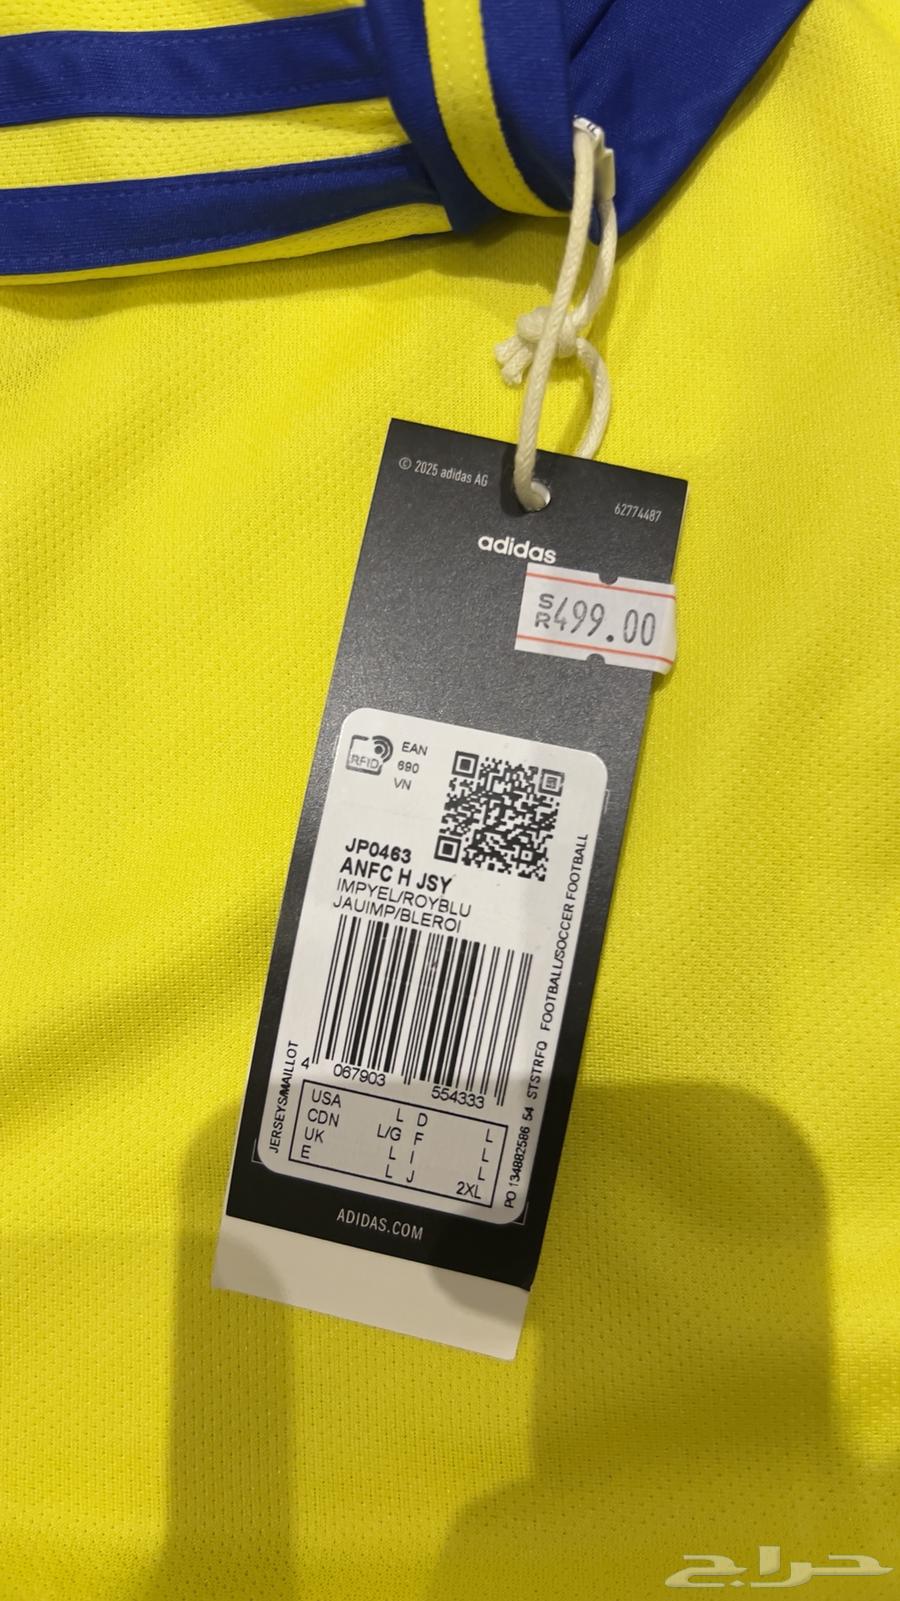 © 2025 adidas AG
62774487
adidas
SR499.00
RFID
EAN
690
VN
JP0463
ANFC H JSY
IMPYEL/ROYBLU
JAUIMP/BLEROI
4 067903 554333
USA L D L
CDN L/G F L
UK L I L
E L J 2XL
JERSEYS/MAILLOT
PO 134882586 54 STSTRFQ FOOTBALL/SOCCER FOOTBALL
ADIDAS.COM
حراج